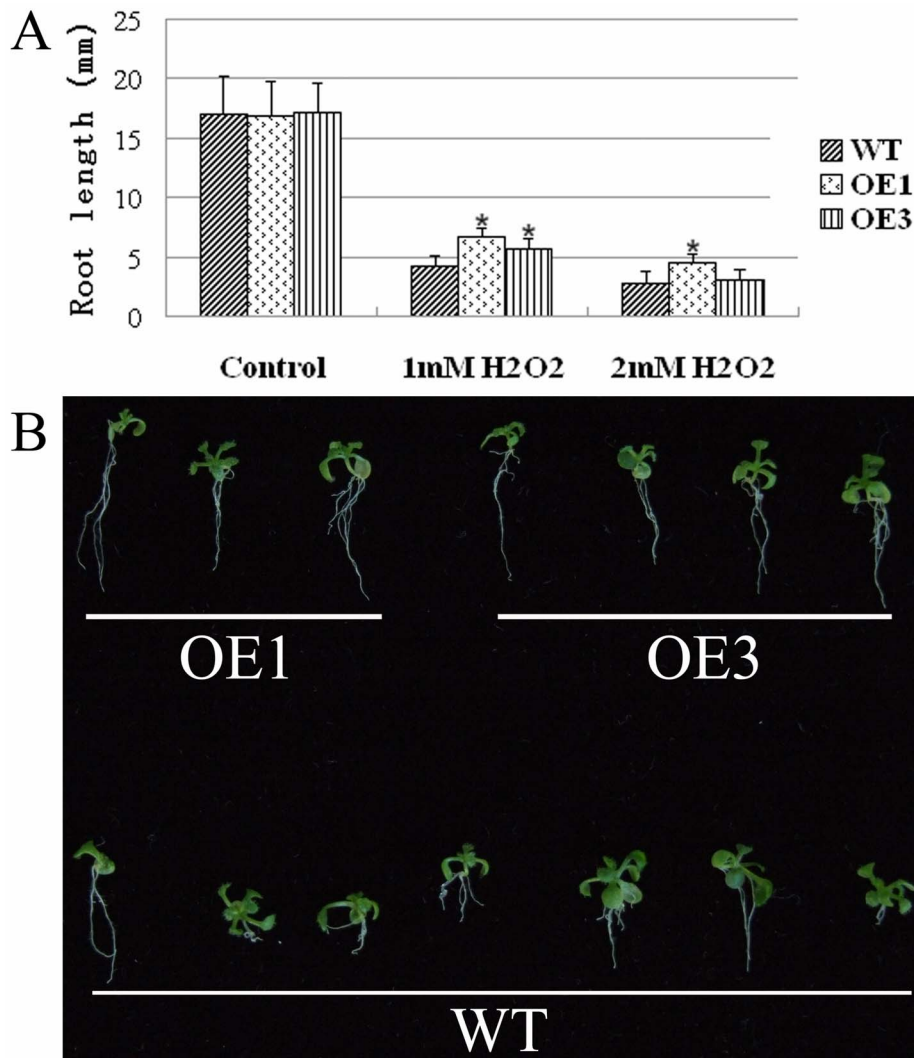 A
Root length (mm)
25
20
15
10
5
0
Control
1mM H2O2
2mM H2O2
WT
OE1
OE3
*
*
*
B
OE1
OE3
WT